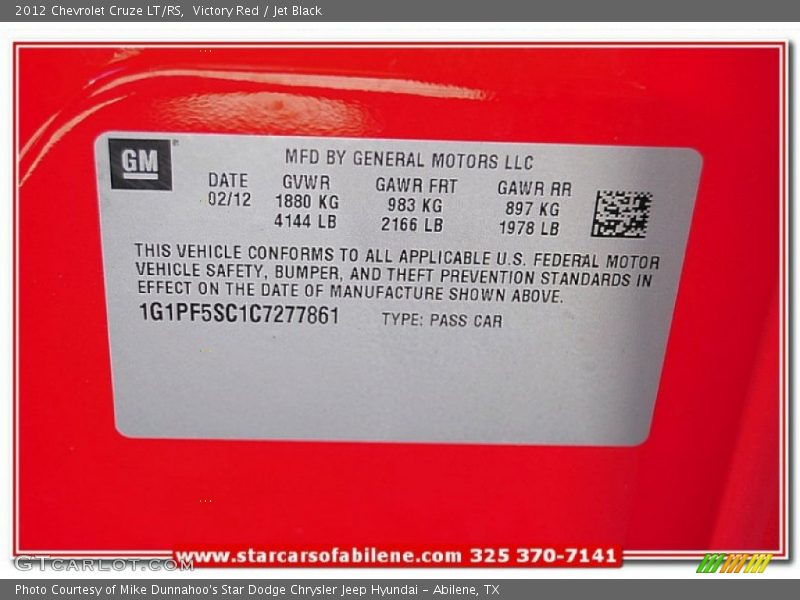 2012 Chevrolet Cruze LT/RS,  Victory Red / Jet Black
GM
MFD BY GENERAL MOTORS LLC
DATE GVWR GAWR FRT GAWR RR
02/12 1880 KG 983 KG 897 KG
4144 LB 2166 LB 1978 LB
THIS VEHICLE CONFORMS TO ALL APPLICABLE U.S. FEDERAL MOTOR
VEHICLE SAFETY, BUMPER, AND THEFT PREVENTION STANDARDS IN
EFFECT ON THE DATE OF MANUFACTURE SHOWN ABOVE.
1G1PF5SC1C7277861 TYPE: PASS CAR
www.starcarsofabilene.com 325 370-7141
GTcarlot.com
Photo Courtesy of Mike Dunnahoo's Star Dodge Chrysler Jeep Hyundai – Abilene, TX